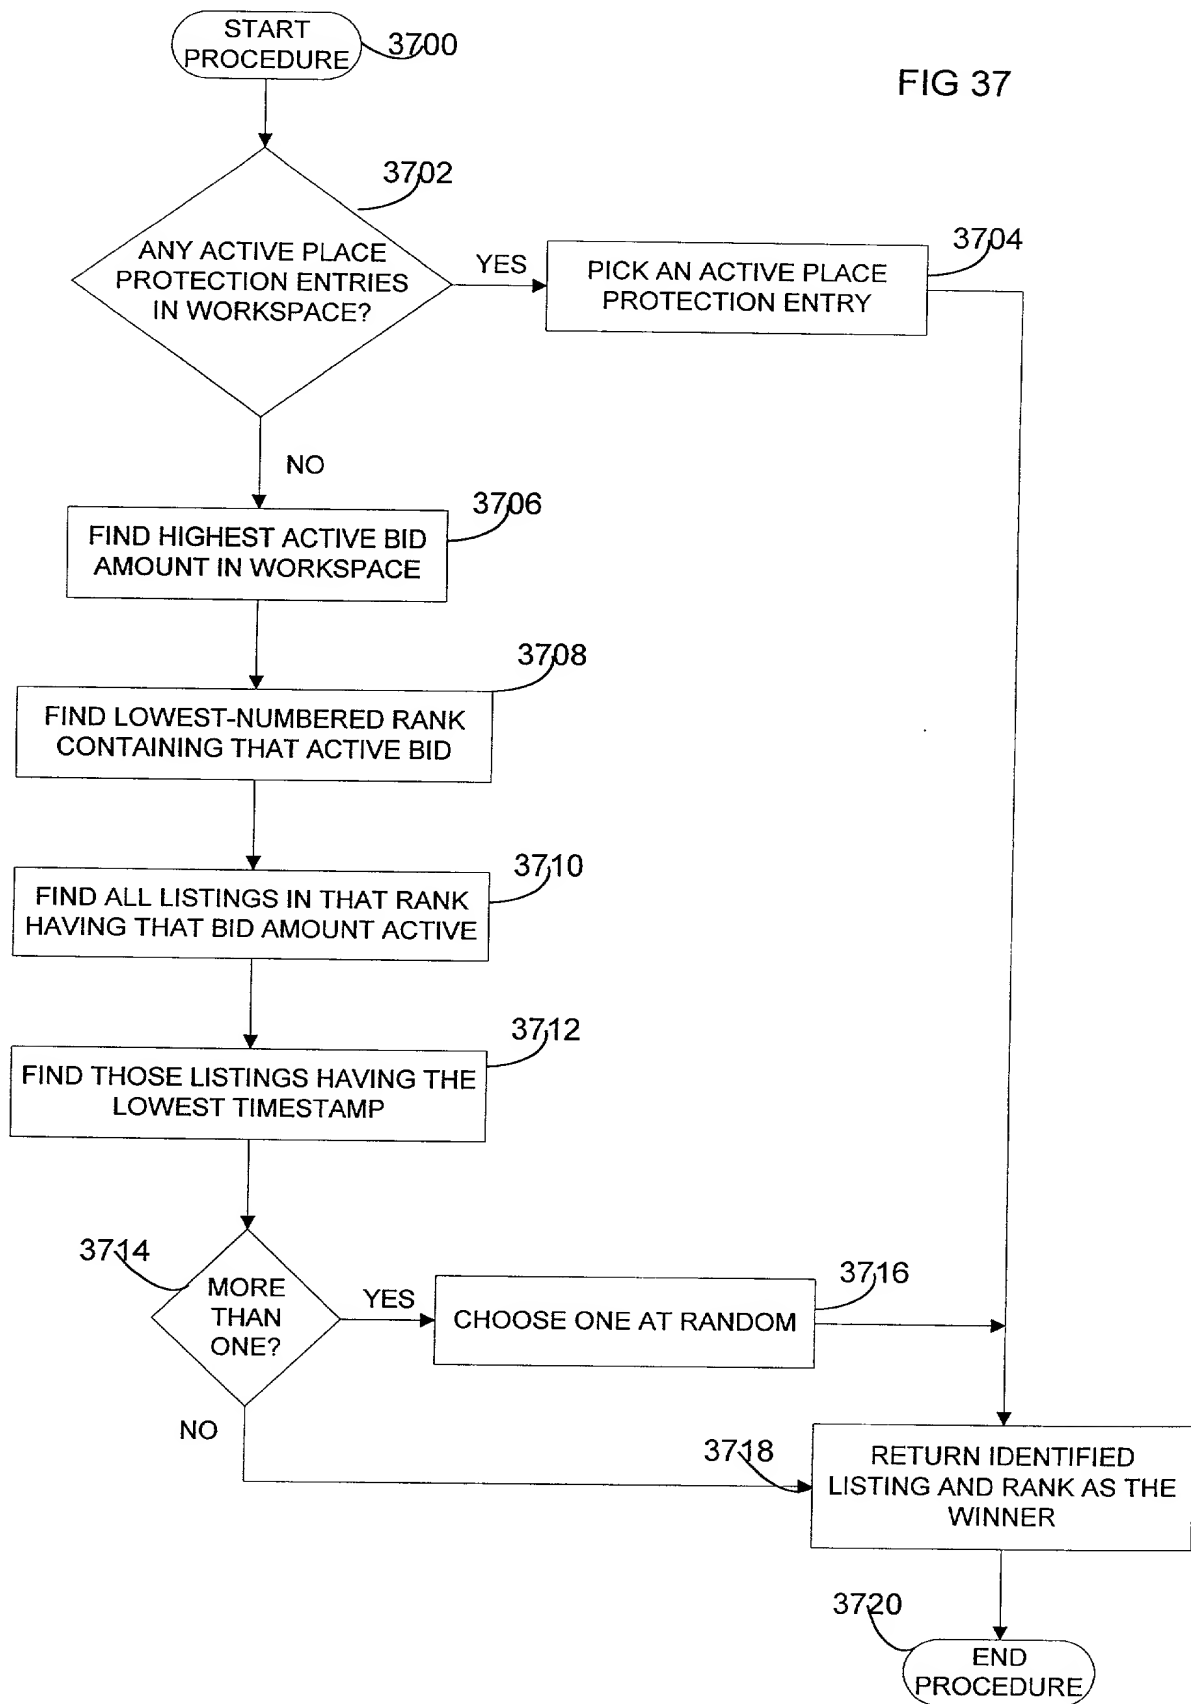 START
PROCEDURE
3700
FIG 37
3702
ANY ACTIVE PLACE
PROTECTION ENTRIES
IN WORKSPACE?
YES
3704
PICK AN ACTIVE PLACE
PROTECTION ENTRY
NO
3706
FIND HIGHEST ACTIVE BID
AMOUNT IN WORKSPACE
3708
FIND LOWEST-NUMBERED RANK
CONTAINING THAT ACTIVE BID
3710
FIND ALL LISTINGS IN THAT RANK
HAVING THAT BID AMOUNT ACTIVE
3712
FIND THOSE LISTINGS HAVING THE
LOWEST TIMESTAMP
3714
MORE
THAN
ONE?
YES
3716
CHOOSE ONE AT RANDOM
NO
3718
RETURN IDENTIFIED
LISTING AND RANK AS THE
WINNER
3720
END
PROCEDURE